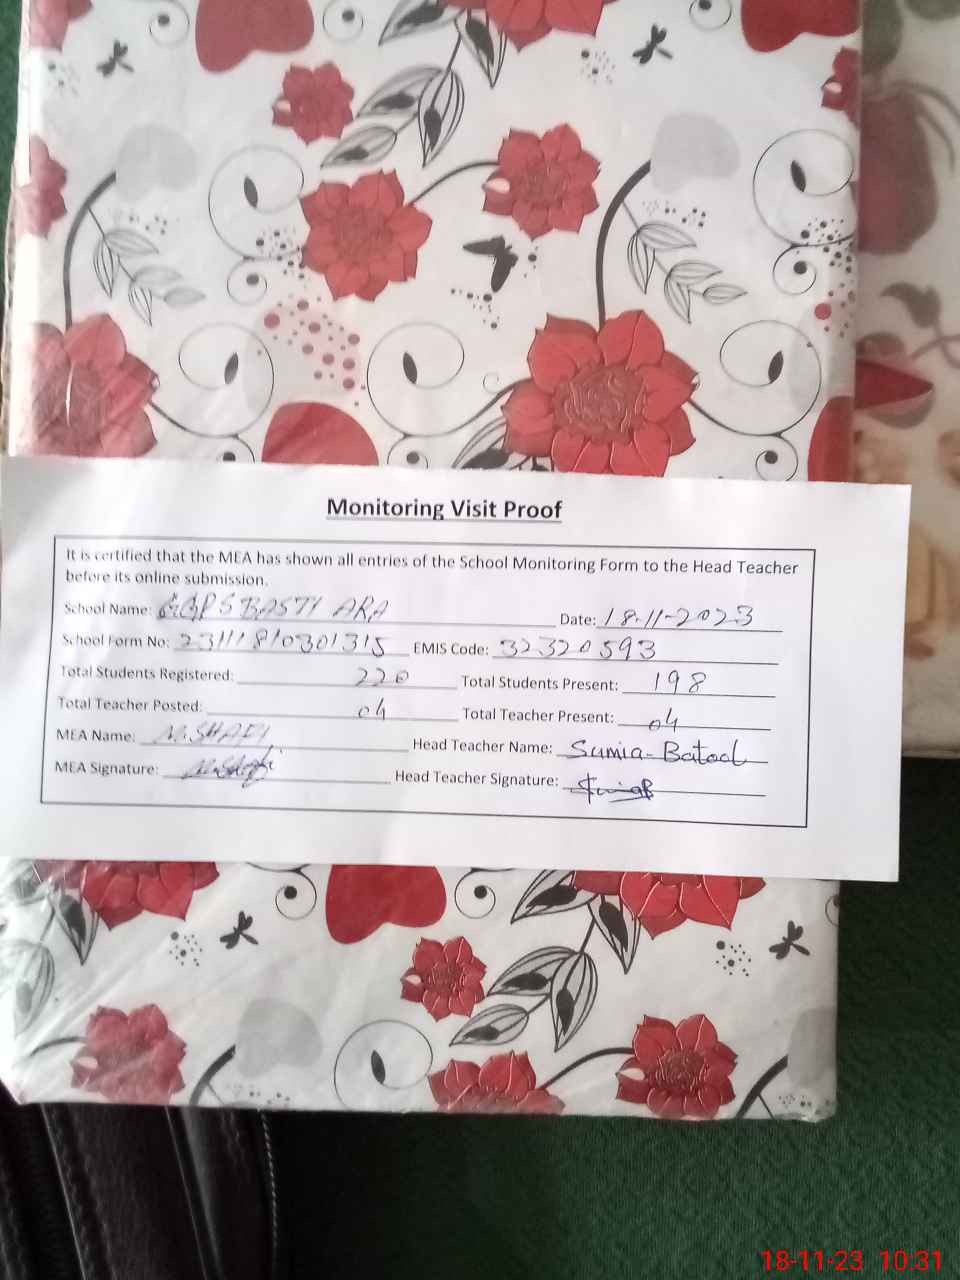 Monitoring Visit Proof
It is certified that the MEA has shown all entries of the School Monitoring Form to the Head Teacher
before its online submission.
School Name: GGPS BASTI ARA Date: 18-11-2023
School Form No: 23111810301315 EMIS Code: 32320593
Total Students Registered: 220 Total Students Present: 198
Total Teacher Posted: 04 Total Teacher Present: 04
MEA Name: M.SHAFI Head Teacher Name: Sumia-Batool
MEA Signature: Head Teacher Signature:
18-11-23 10:31